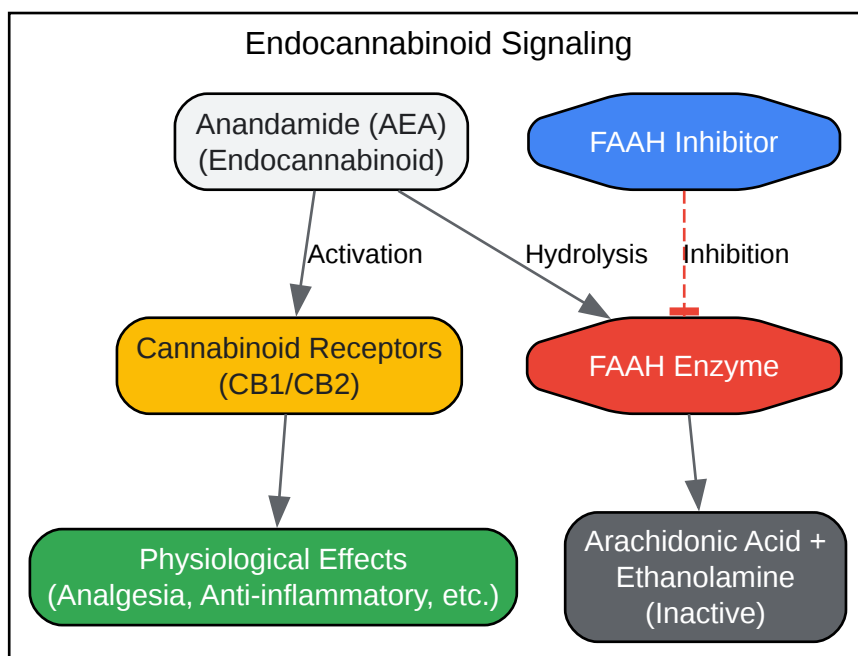 Endocannabinoid Signaling
Anandamide (AEA)
(Endocannabinoid)
FAAH Inhibitor
Activation
Hydrolysis
Inhibition
Cannabinoid Receptors
(CB1/CB2)
FAAH Enzyme
Physiological Effects
(Analgesia, Anti-inflammatory, etc.)
Arachidonic Acid +
Ethanolamine
(Inactive)